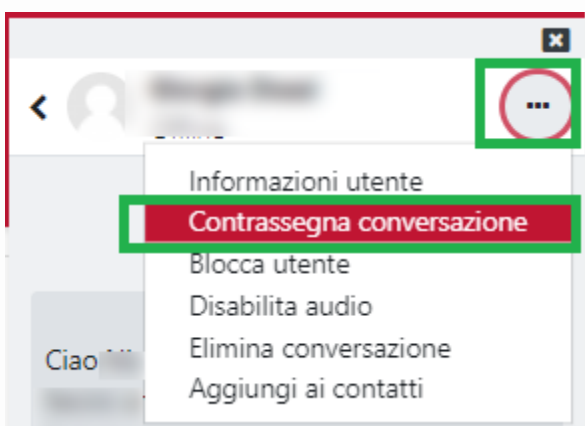 Informazioni utente
Contrassegna conversazione
Blocca utente
Disabilita audio
Elimina conversazione
Aggiungi ai contatti
Ciao